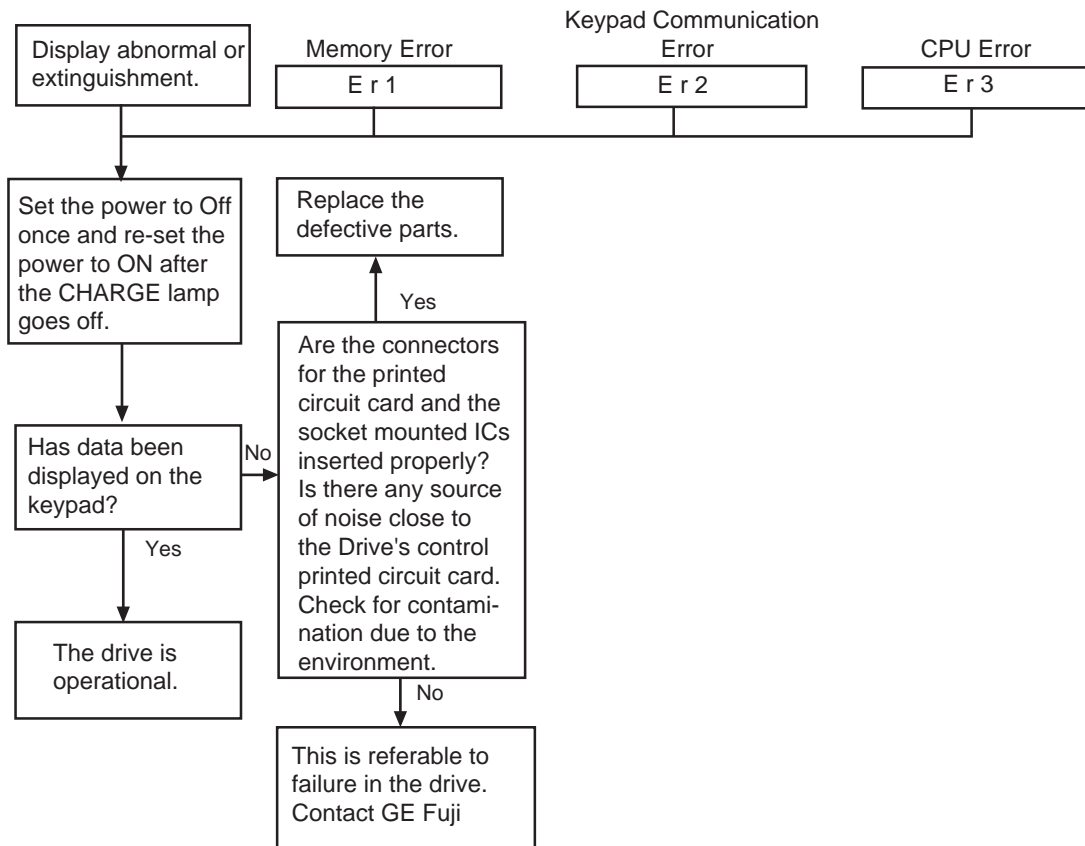 Display abnormal or
extinguishment.
Memory Error
E r 1
Keypad Communication
Error
E r 2
CPU Error
E r 3
Set the power to Off
once and re-set the
power to ON after
the CHARGE lamp
goes off.
Replace the
defective parts.
Yes
Has data been
displayed on the
keypad?
No
Are the connectors
for the printed
circuit card and the
socket mounted ICs
inserted properly?
Is there any source
of noise close to
the Drive's control
printed circuit card.
Check for contami-
nation due to the
environment.
Yes
The drive is
operational.
No
This is referable to
failure in the drive.
Contact GE Fuji